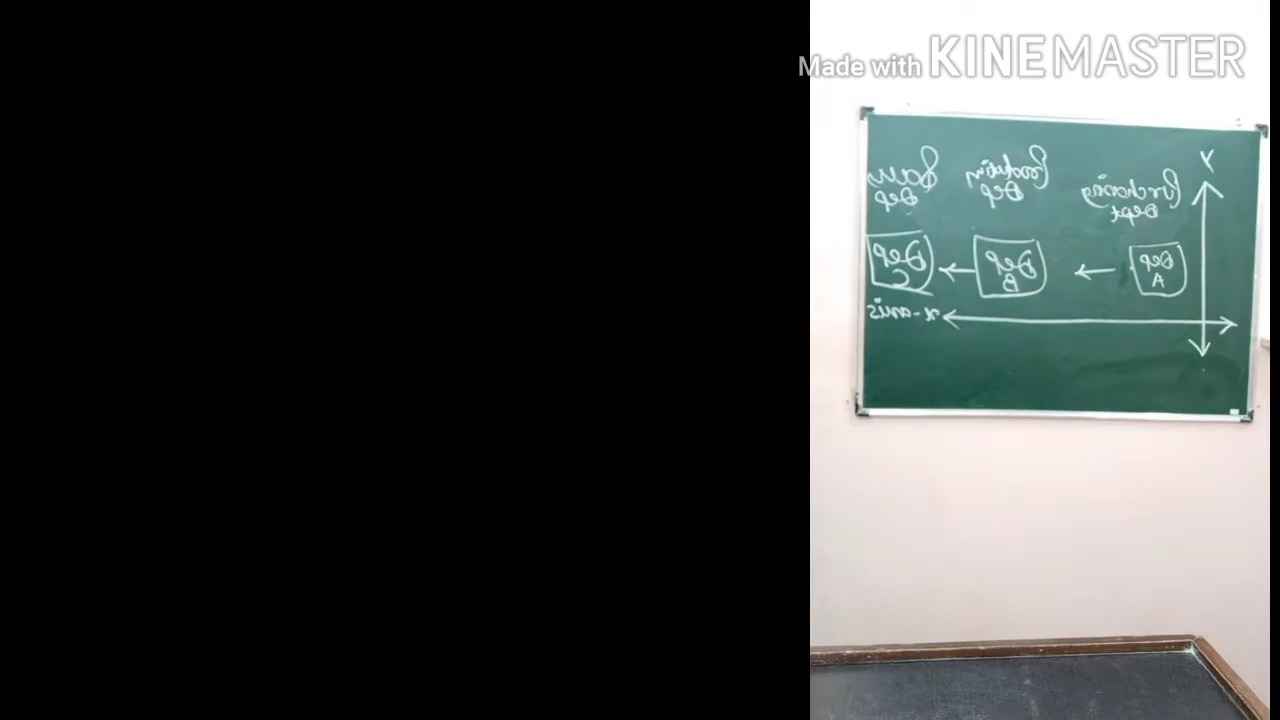 Made with KINEMASTER
Y
Purchasing
Dept
Production
Dep
Sales
Dep
Dep
A
Dep
B
Dep
C
x-axis